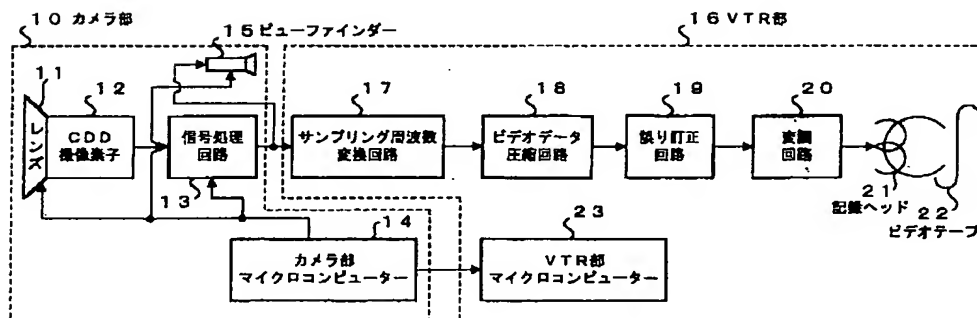 10 カメラ部
15 ビューファインダー
16 VTR部
11
レンズ
12
CDD
撮像素子
信号処理
回路
13
17
サンプリング周波数
変換回路
18
ビデオデータ
圧縮回路
19
誤り訂正
回路
20
変調
回路
21
記録ヘッド
22
ビデオテープ
14
カメラ部
マイクロコンピューター
23
VTR部
マイクロコンピューター